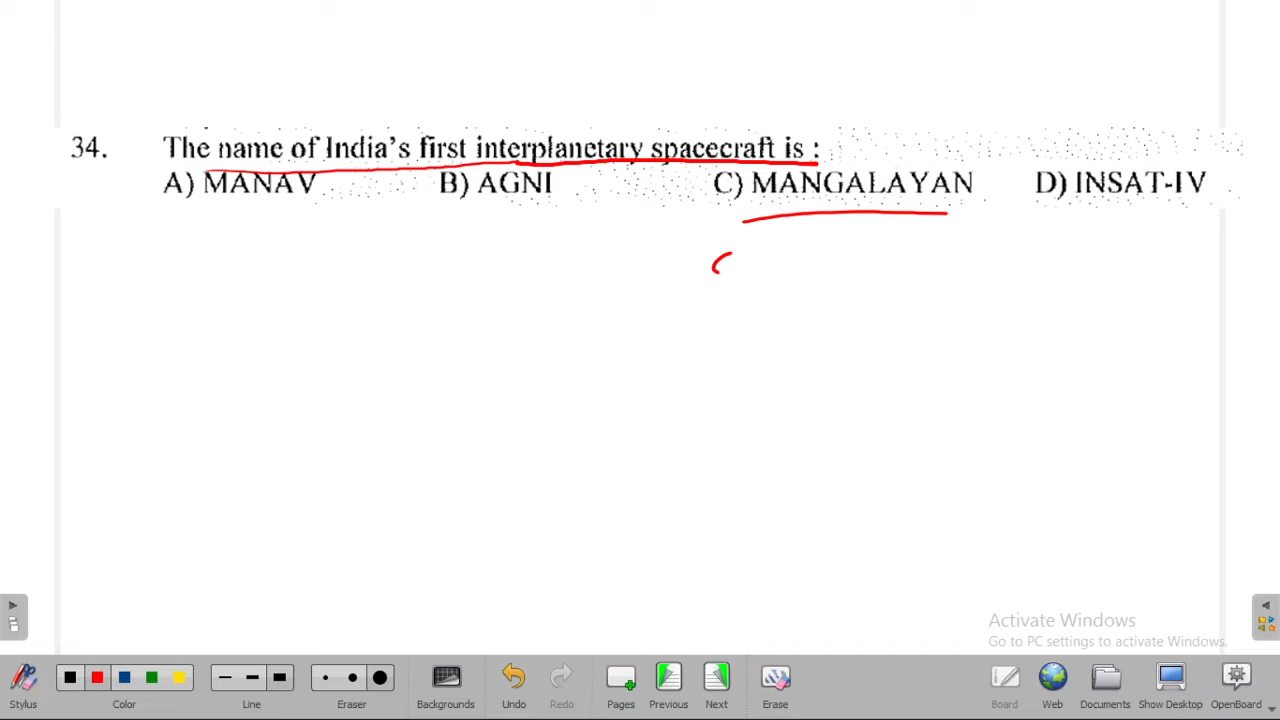 34. The name of India's first interplanetary spacecraft is :
A) MANAV B) AGNI C) MANGALAYAN D) INSAT-IV
Activate Windows
Go to PC settings to activate Windows.
Stylus Color Line Eraser Backgrounds Undo Redo Pages Previous Next Erase Board Web Documents Show Desktop OpenBoard